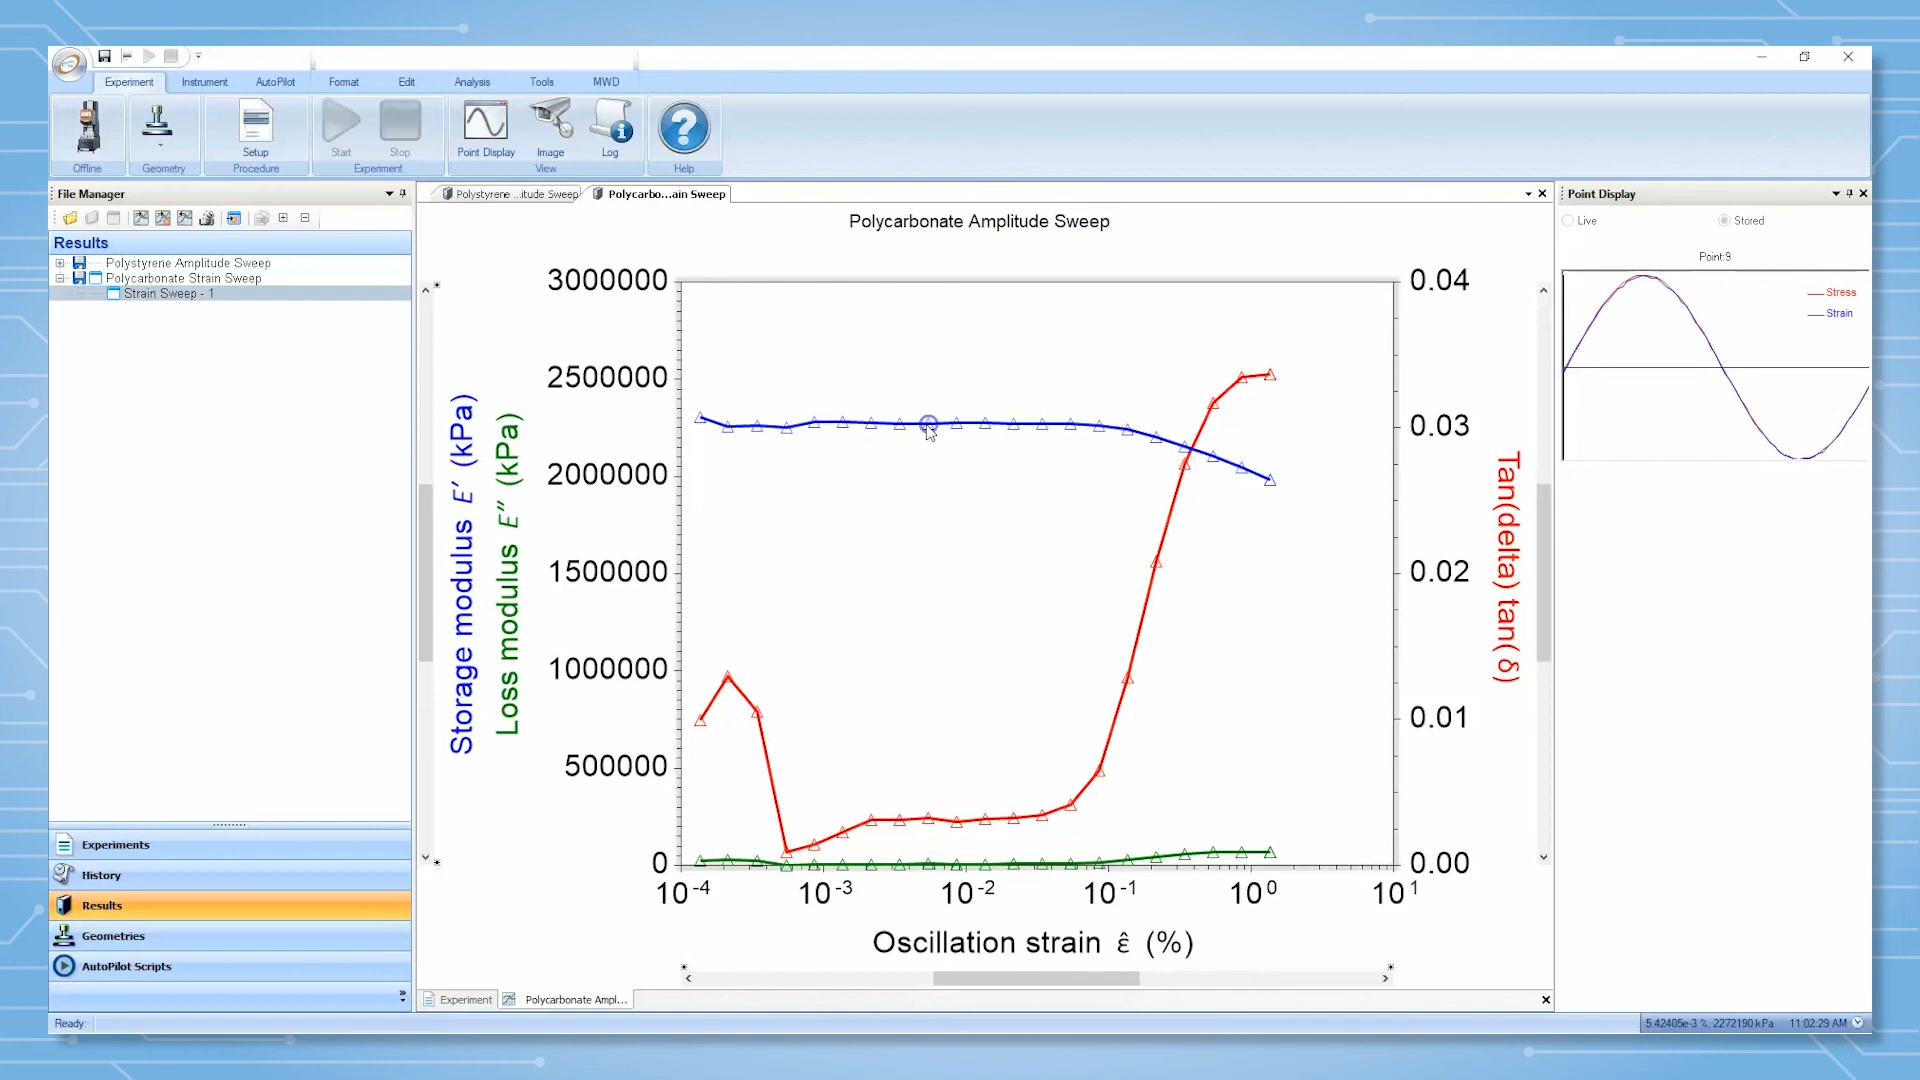 Experiment Instrument AutoPilot Format Edit Analysis Tools MWD
Setup Start Stop Point Display Image Log
Offline Geometry Procedure Experiment View Help
File Manager
Results
Polystyrene Amplitude Sweep
Polycarbonate Strain Sweep
Strain Sweep - 1
Experiments
History
Results
Geometries
AutoPilot Scripts
Polystyrene ...itude Sweep Polycarbo...ain Sweep
Polycarbonate Amplitude Sweep
Storage modulus E′ (kPa)
Loss modulus E″ (kPa)
3000000
2500000
2000000
1500000
1000000
500000
0
0.04
0.03
0.02
0.01
0.00
Tan(delta) tan(δ)
10-4 10-3 10-2 10-1 100 101
Oscillation strain ε̂ (%)
Experiment Polycarbonate Ampl...
Point Display
Live Stored
Point:9
Stress
Strain
Ready:
5.42405e-3 %, 2272190 kPa 11:02:29 AM